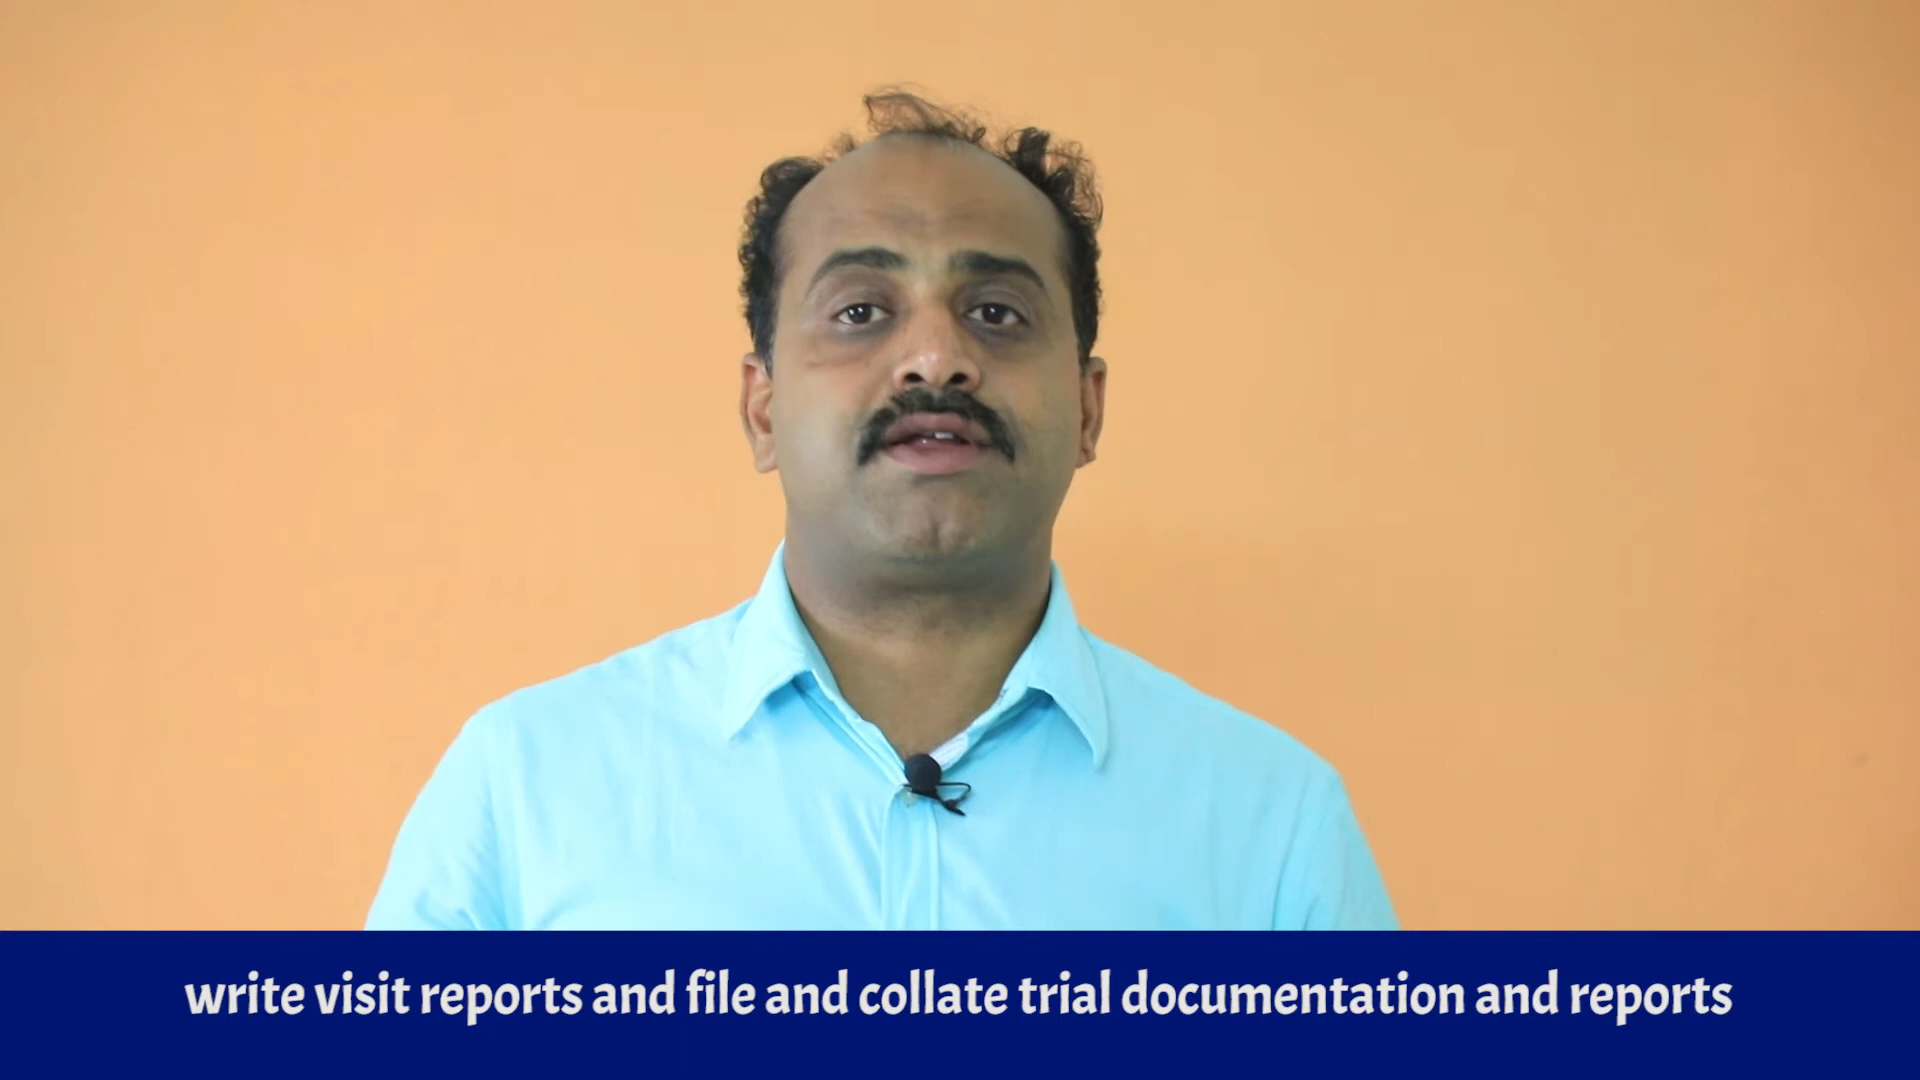 write visit reports and file and collate trial documentation and reports